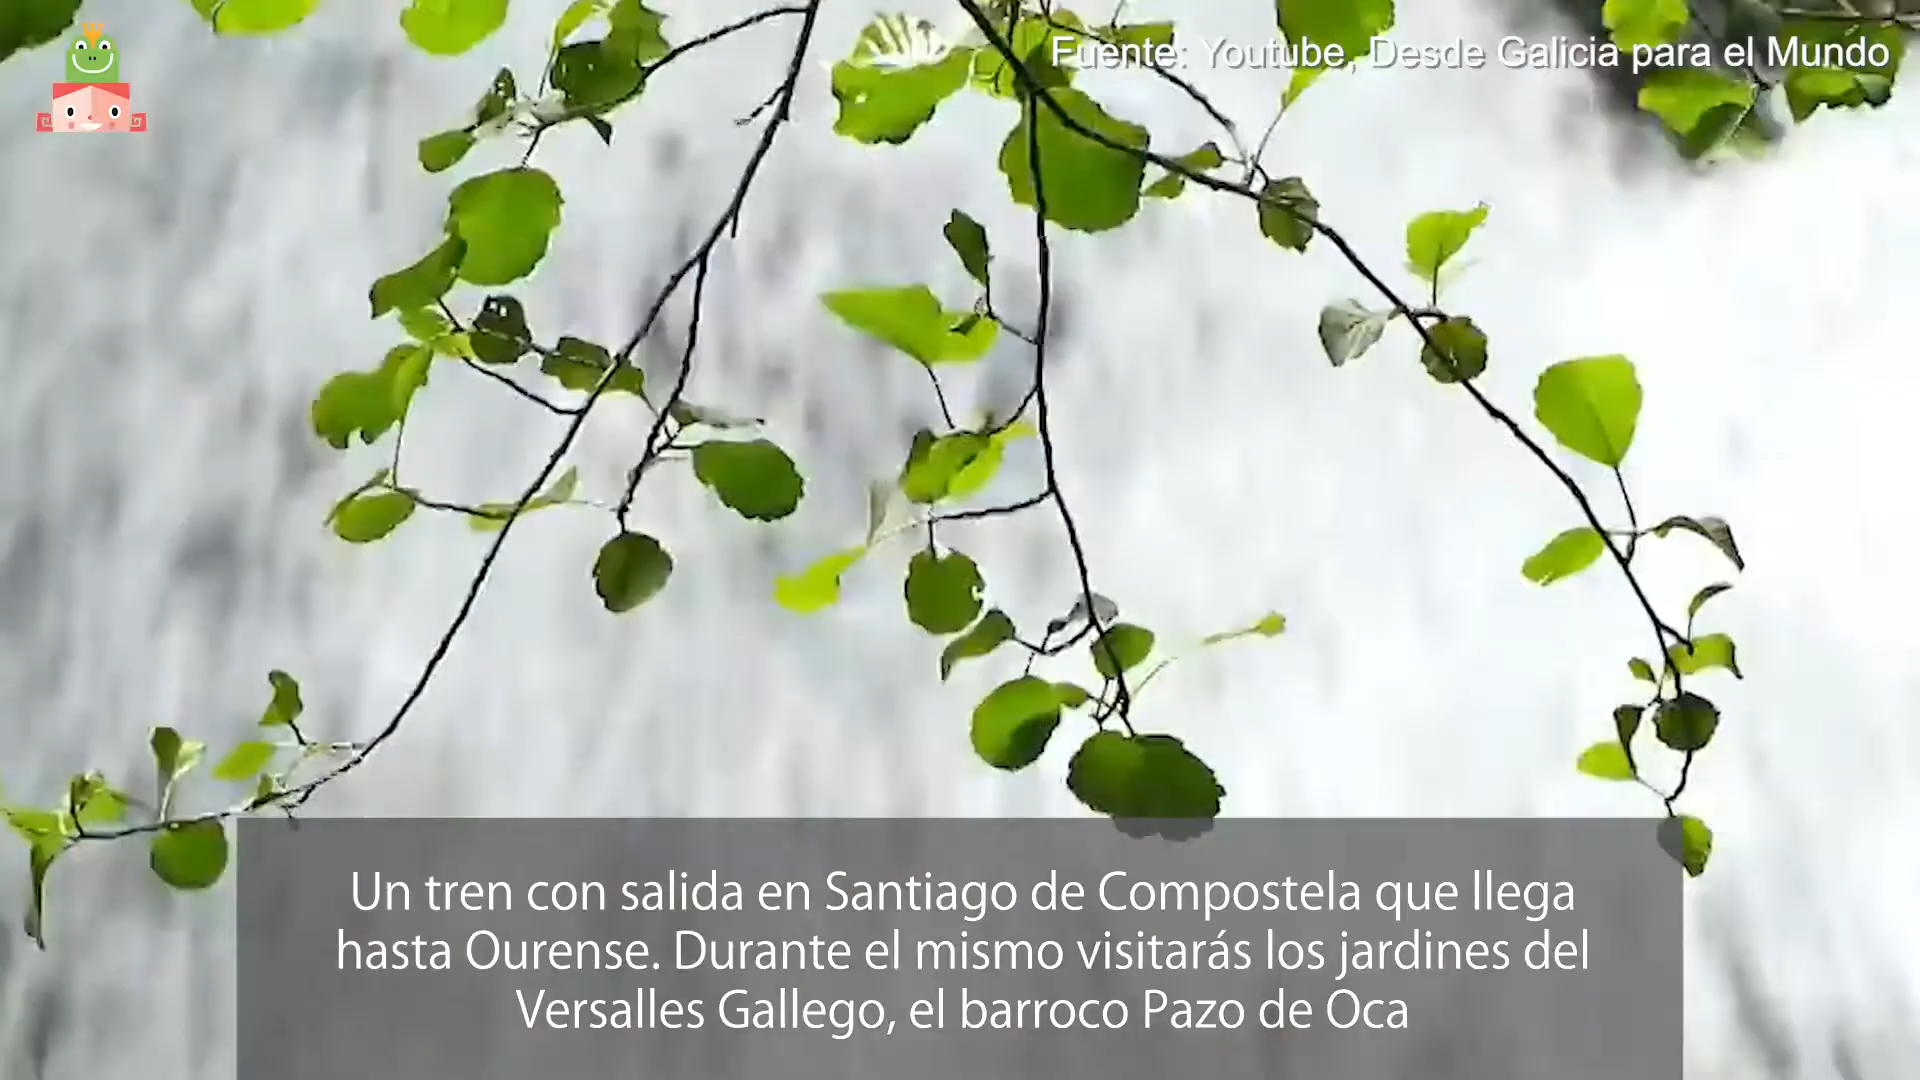 Fuente: Youtube, Desde Galicia para el Mundo
Un tren con salida en Santiago de Compostela que llega
hasta Ourense. Durante el mismo visitarás los jardines del
Versalles Gallego, el barroco Pazo de Oca